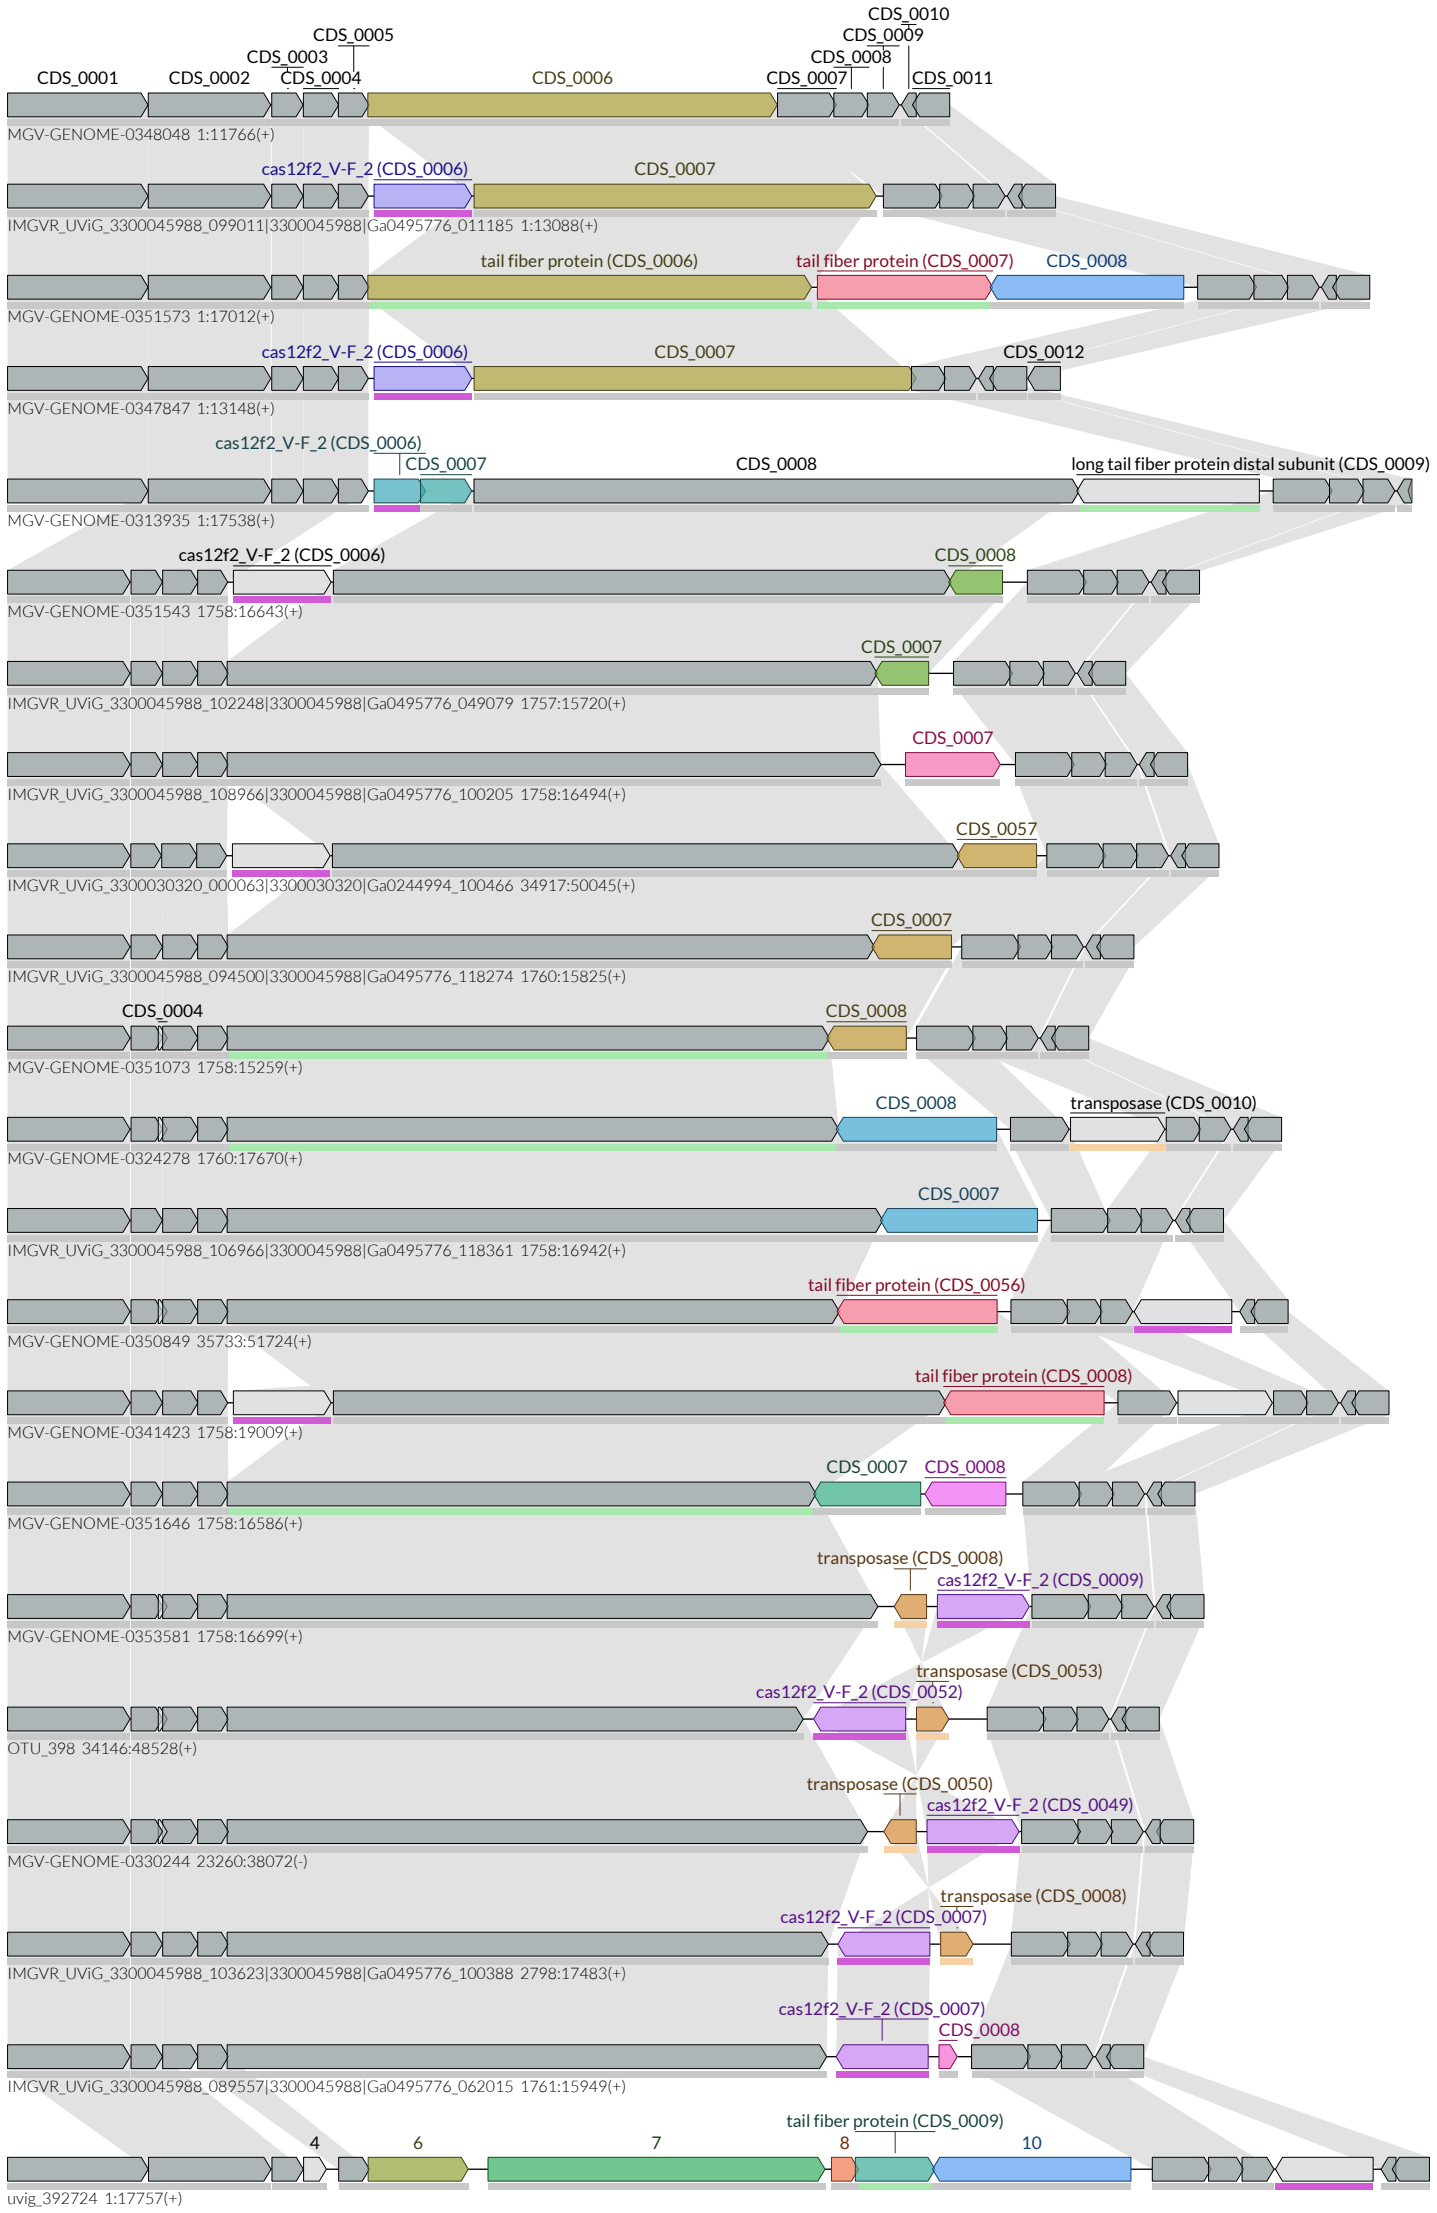 CDS_0010
CDS_0005 CDS_0009
CDS_0003 CDS_0008
CDS_0001 CDS_0002 CDS_0004 CDS_0006 CDS_0007 CDS_0011
MGV-GENOME-0348048 1:11766(+)
cas12f2_V-F_2 (CDS_0006) CDS_0007
IMGVR_UViG_3300045988_099011|3300045988|Ga0495776_011185 1:13088(+)
tail fiber protein (CDS_0006) tail fiber protein (CDS_0007) CDS_0008
MGV-GENOME-0351573 1:17012(+)
cas12f2_V-F_2 (CDS_0006) CDS_0007 CDS_0012
MGV-GENOME-0347847 1:13148(+)
cas12f2_V-F_2 (CDS_0006)
CDS_0007 CDS_0008 long tail fiber protein distal subunit (CDS_0009)
MGV-GENOME-0313935 1:17538(+)
cas12f2_V-F_2 (CDS_0006) CDS_0008
MGV-GENOME-0351543 1758:16643(+)
CDS_0007
IMGVR_UViG_3300045988_102248|3300045988|Ga0495776_049079 1757:15720(+)
CDS_0007
IMGVR_UViG_3300045988_108966|3300045988|Ga0495776_100205 1758:16494(+)
CDS_0057
IMGVR_UViG_3300030320_000063|3300030320|Ga0244994_100466 34917:50045(+)
CDS_0007
IMGVR_UViG_3300045988_094500|3300045988|Ga0495776_118274 1760:15825(+)
CDS_0004 CDS_0008
MGV-GENOME-0351073 1758:15259(+)
CDS_0008 transposase (CDS_0010)
MGV-GENOME-0324278 1760:17670(+)
CDS_0007
IMGVR_UViG_3300045988_106966|3300045988|Ga0495776_118361 1758:16942(+)
tail fiber protein (CDS_0056)
MGV-GENOME-0350849 35733:51724(+)
tail fiber protein (CDS_0008)
MGV-GENOME-0341423 1758:19009(+)
CDS_0007 CDS_0008
MGV-GENOME-0351646 1758:16586(+)
transposase (CDS_0008)
cas12f2_V-F_2 (CDS_0009)
MGV-GENOME-0353581 1758:16699(+)
transposase (CDS_0053)
cas12f2_V-F_2 (CDS_0052)
OTU_398 34146:48528(+)
transposase (CDS_0050)
cas12f2_V-F_2 (CDS_0049)
MGV-GENOME-0330244 23260:38072(-)
transposase (CDS_0008)
cas12f2_V-F_2 (CDS_0007)
IMGVR_UViG_3300045988_103623|3300045988|Ga0495776_100388 2798:17483(+)
cas12f2_V-F_2 (CDS_0007)
CDS_0008
IMGVR_UViG_3300045988_089557|3300045988|Ga0495776_062015 1761:15949(+)
tail fiber protein (CDS_0009)
4 6 7 8 10
uvig_392724 1:17757(+)